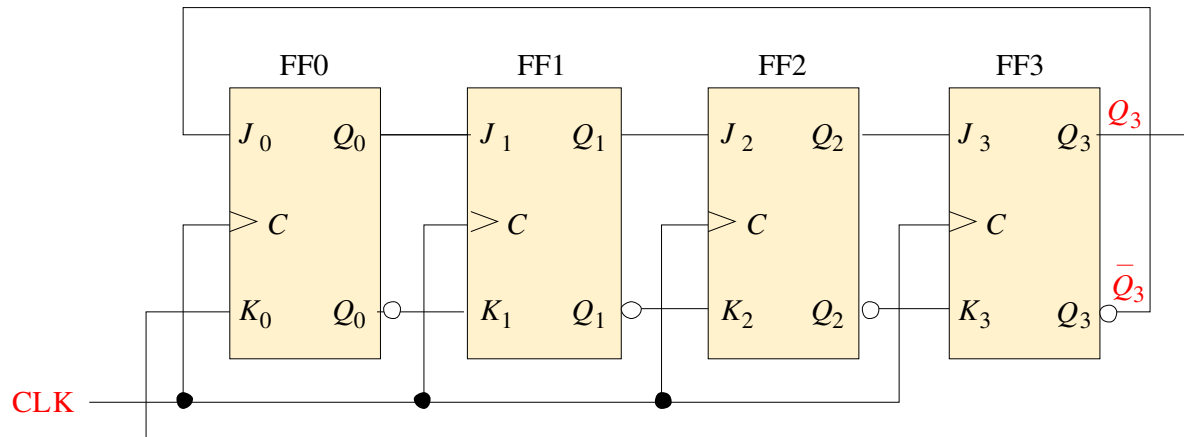 FF0 FF1 FF2 FF3
J0 Q0 J1 Q1 J2 Q2 J3 Q3 Q3
C C C C
K0 Q0 K1 Q1 K2 Q2 K3 Q3 Q̅3
CLK